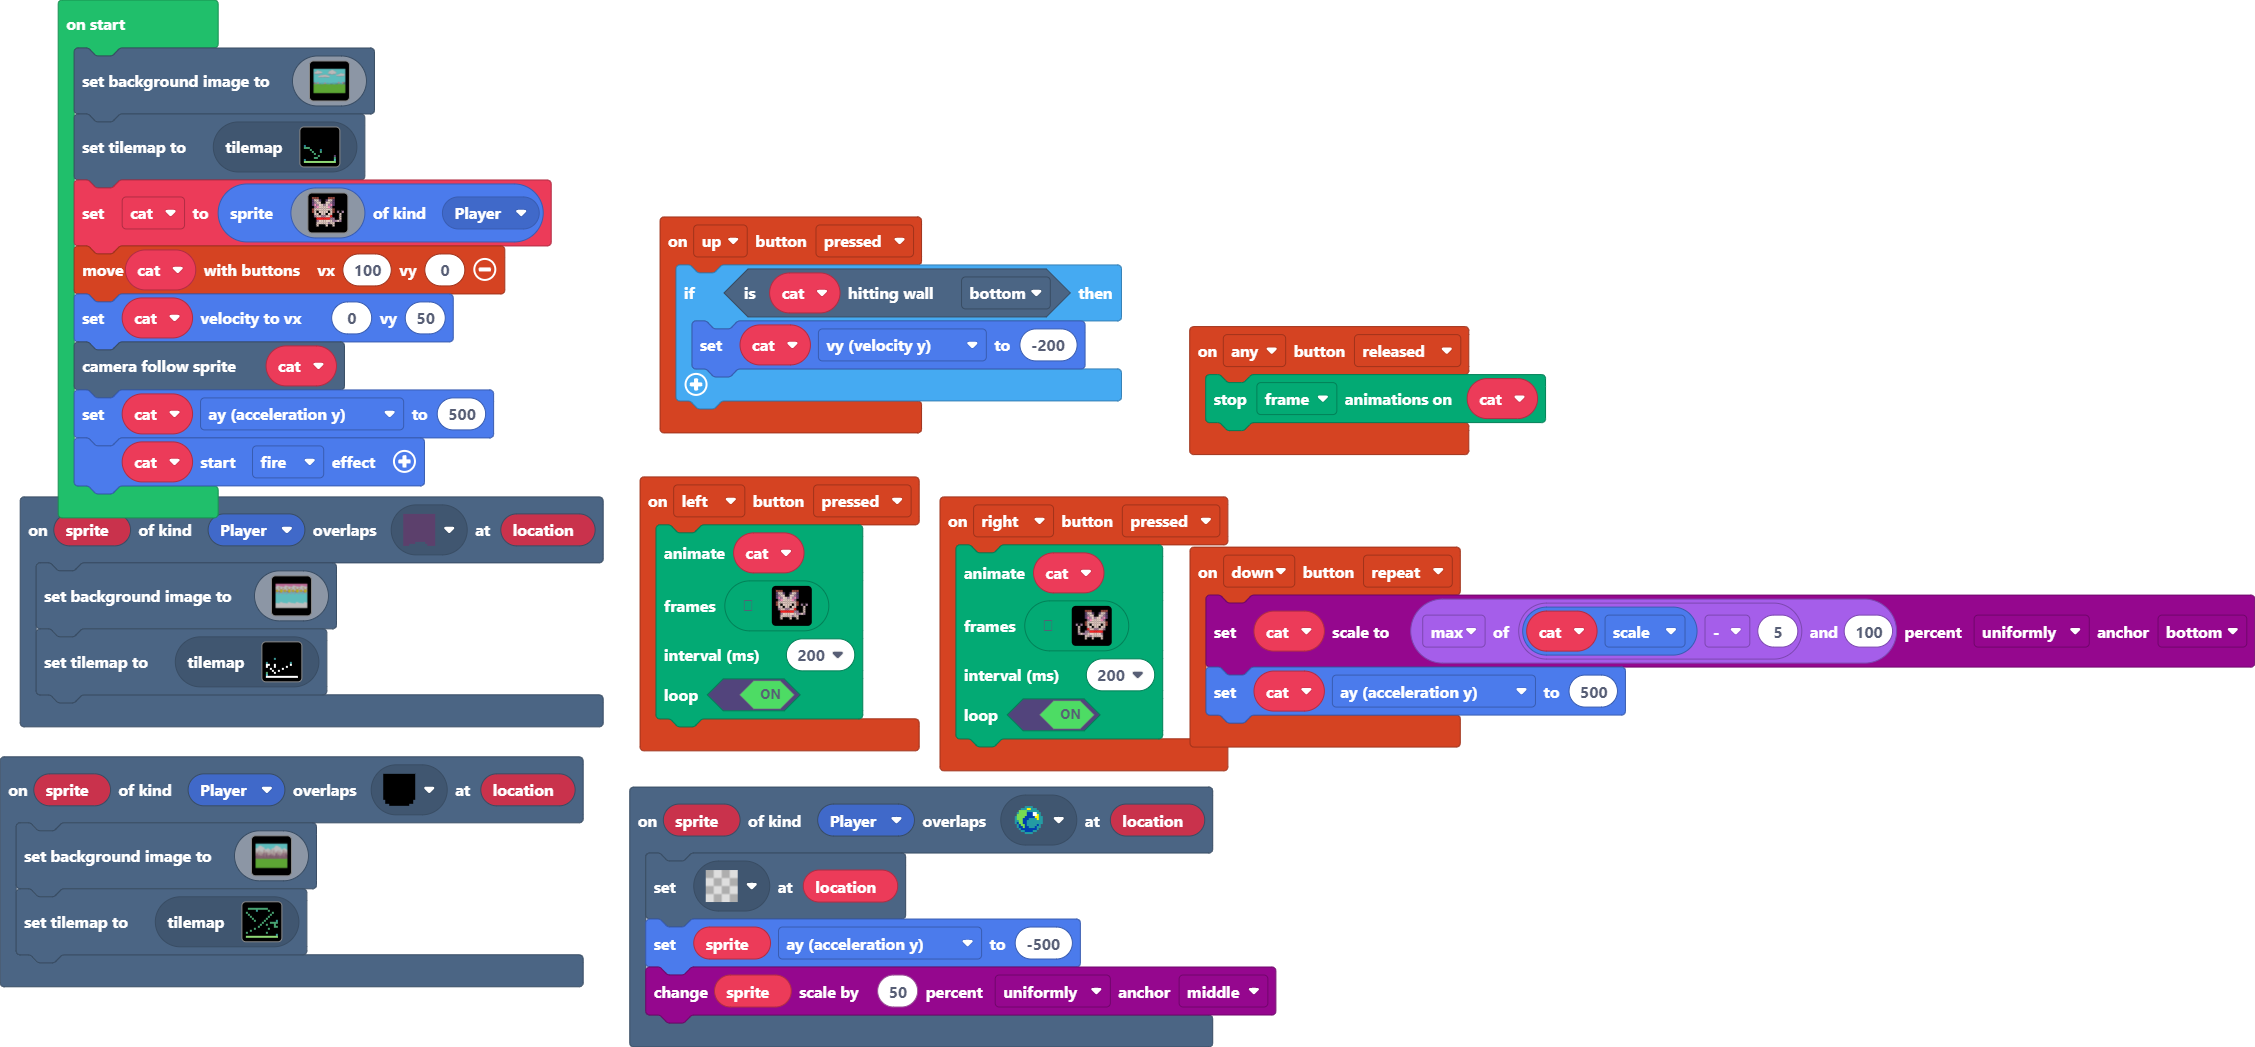 on start
set background image to
set tilemap to tilemap
set cat to sprite of kind Player
move cat with buttons vx 100 vy 0
set cat velocity to vx 0 vy 50
camera follow sprite cat
set cat ay (acceleration y) to 500
cat start fire effect
on sprite of kind Player overlaps at location
set background image to
set tilemap to tilemap
on sprite of kind Player overlaps at location
set background image to
set tilemap to tilemap
on up button pressed
if is cat hitting wall bottom then
set cat vy (velocity y) to -200
on any button released
stop frame animations on cat
on left button pressed
animate cat
frames
interval (ms) 200
loop ON
on right button pressed
animate cat
frames
interval (ms) 200
loop ON
on down button repeat
set cat scale to max of cat scale - 5 and 100 percent uniformly anchor bottom
set cat ay (acceleration y) to 500
on sprite of kind Player overlaps at location
set at location
set sprite ay (acceleration y) to -500
change sprite scale by 50 percent uniformly anchor middle